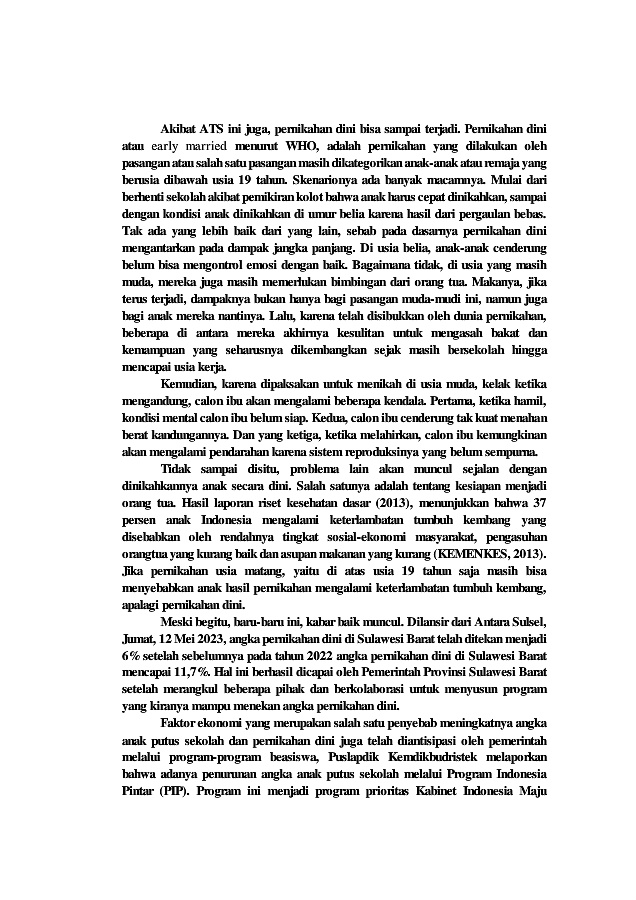 Akibat ATS ini juga, pernikahan dini bisa sampai terjadi. Pernikahan dini
atau early married menurut WHO, adalah pernikahan yang dilakukan oleh
pasangan atau salah satu pasangan masih dikategorikan anak-anak atau remaja yang
berusia dibawah usia 19 tahun. Skenarionya ada banyak macamnya. Mulai dari
berhenti sekolah akibat pemikiran kolot bahwa anak harus cepat dinikahkan, sampai
dengan kondisi anak dinikahkan di umur belia karena hasil dari pergaulan bebas.
Tak ada yang lebih baik dari yang lain, sebab pada dasarnya pernikahan dini
mengantarkan pada dampak jangka panjang. Di usia belia, anak-anak cenderung
belum bisa mengontrol emosi dengan baik. Bagaimana tidak, di usia yang masih
muda, mereka juga masih memerlukan bimbingan dari orang tua. Makanya, jika
terus terjadi, dampaknya bukan hanya bagi pasangan muda-mudi ini, namun juga
bagi anak mereka nantinya. Lalu, karena telah disibukkan oleh dunia pernikahan,
beberapa di antara mereka akhirnya kesulitan untuk mengasah bakat dan
kemampuan yang seharusnya dikembangkan sejak masih bersekolah hingga
mencapai usia kerja.
Kemudian, karena dipaksakan untuk menikah di usia muda, kelak ketika
mengandung, calon ibu akan mengalami beberapa kendala. Pertama, ketika hamil,
kondisi mental calon ibu belum siap. Kedua, calon ibu cenderung tak kuat menahan
berat kandungannya. Dan yang ketiga, ketika melahirkan, calon ibu kemungkinan
akan mengalami pendarahan karena sistem reproduksinya yang belum sempurna.
Tidak sampai disitu, problema lain akan muncul sejalan dengan
dinikahkannya anak secara dini. Salah satunya adalah tentang kesiapan menjadi
orang tua. Hasil laporan riset kesehatan dasar (2013), menunjukkan bahwa 37
persen anak Indonesia mengalami keterlambatan tumbuh kembang yang
disebabkan oleh rendahnya tingkat sosial-ekonomi masyarakat, pengasuhan
orangtua yang kurang baik dan asupan makanan yang kurang (KEMENKES, 2013).
Jika pernikahan usia matang, yaitu di atas usia 19 tahun saja masih bisa
menyebabkan anak hasil pernikahan mengalami keterlambatan tumbuh kembang,
apalagi pernikahan dini.
Meski begitu, baru-baru ini, kabar baik muncul. Dilansir dari Antara Sulsel,
Jumat, 12 Mei 2023, angka pernikahan dini di Sulawesi Barat telah ditekan menjadi
6% setelah sebelumnya pada tahun 2022 angka pernikahan dini di Sulawesi Barat
mencapai 11,7%. Hal ini berhasil dicapai oleh Pemerintah Provinsi Sulawesi Barat
setelah merangkul beberapa pihak dan berkolaborasi untuk menyusun program
yang kiranya mampu menekan angka pernikahan dini.
Faktor ekonomi yang merupakan salah satu penyebab meningkatnya angka
anak putus sekolah dan pernikahan dini juga telah diantisipasi oleh pemerintah
melalui program-program beasiswa, Puslapdik Kemdikbudristek melaporkan
bahwa adanya penurunan angka anak putus sekolah melalui Program Indonesia
Pintar (PIP). Program ini menjadi program prioritas Kabinet Indonesia Maju